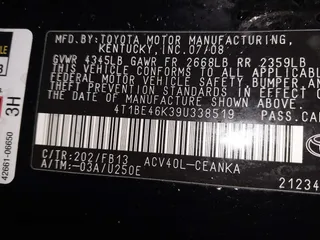 MFD.BY:TOYOTA MOTOR MANUFACTURING,
KENTUCKY,INC.07/08
GVWR 4345LB GAWR FR 2668LB RR 2359LB
THIS VEHICLE CONFORMS TO ALL APPLICABLE
FEDERAL MOTOR VEHICLE SAFETY, BUMPER AND
THEFT PREVENTION STANDARDS IN EFFECT
ON THE DATE OF MANUFACTURE SHOWN ABOVE.
4T1BE46K39U338519 PASS.CAR
C/TR:202/FB13 ACV40L-CEANKA
A/TM:-03A/U250E
21234
3H
42661-06650